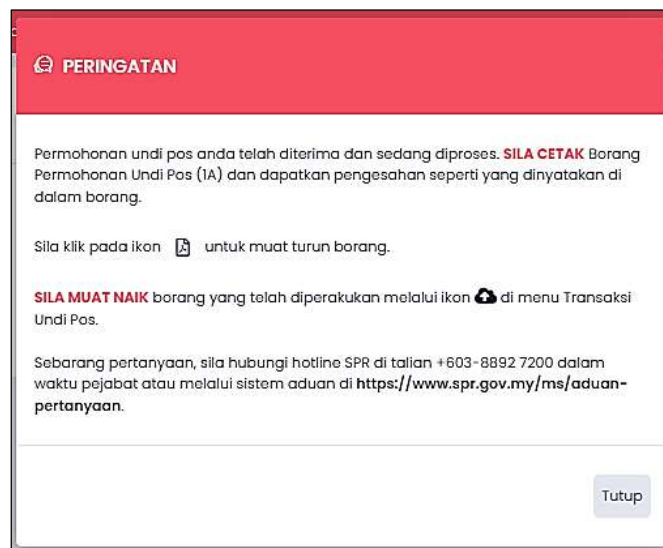 PERINGATAN
Permohonan undi pos anda telah diterima dan sedang diproses. SILA CETAK Borang
Permohonan Undi Pos (1A) dan dapatkan pengesahan seperti yang dinyatakan di
dalam borang.
Sila klik pada ikon untuk muat turun borang.
SILA MUAT NAIK borang yang telah diperakukan melalui ikon di menu Transaksi
Undi Pos.
Sebarang pertanyaan, sila hubungi hotline SPR di talian +603-8892 7200 dalam
waktu pejabat atau melalui sistem aduan di https://www.spr.gov.my/ms/aduan-
pertanyaan.
Tutup